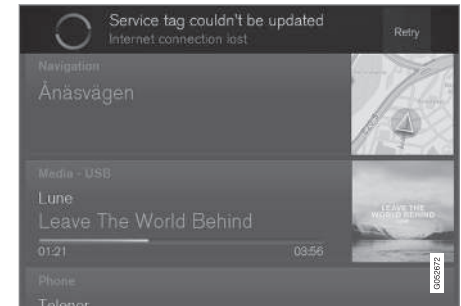 Service tag couldn't be updated
Internet connection lost
Retry
Navigation
Ånäsvägen
Media - USB
Lune
Leave The World Behind
01:21
03:56
LEAVE THE
WORLD BEHIND
Phone
Telenor
G052672